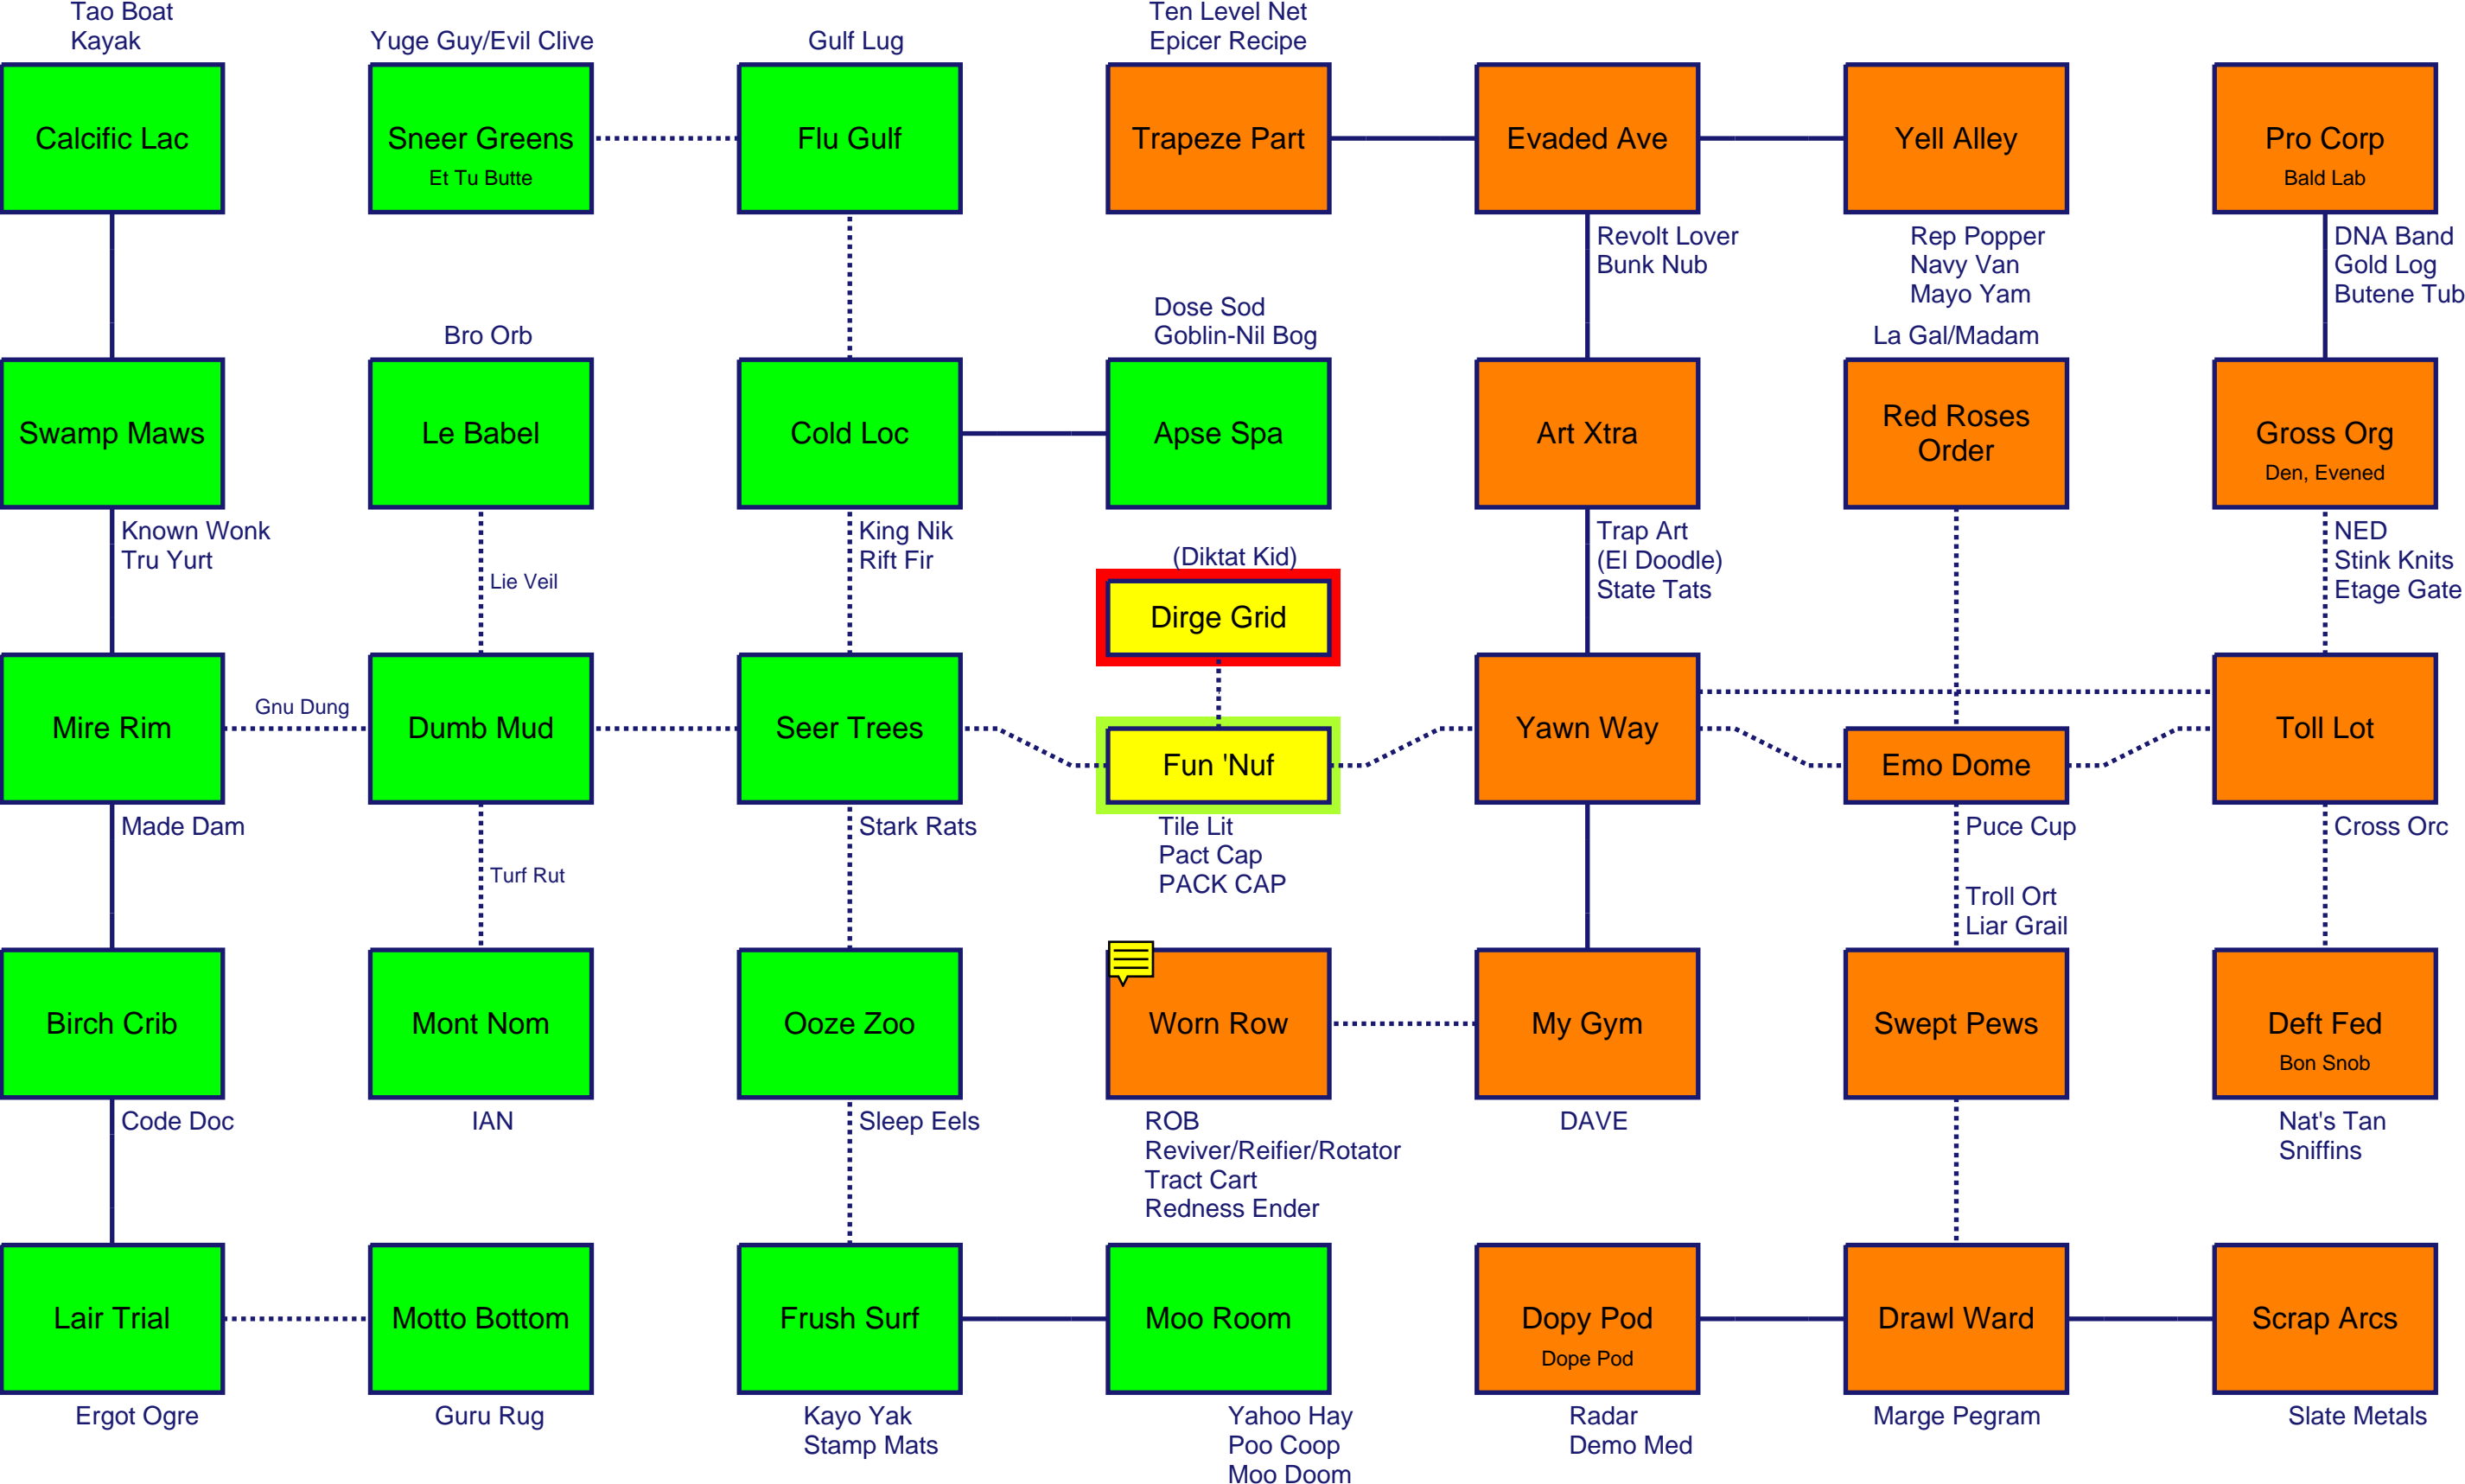 Tao Boat
Kayak
Yuge Guy/Evil Clive
Gulf Lug
Ten Level Net
Epicer Recipe
Calcific Lac
Sneer Greens
Et Tu Butte
Flu Gulf
Trapeze Part
Evaded Ave
Yell Alley
Pro Corp
Bald Lab
Revolt Lover
Bunk Nub
Rep Popper
Navy Van
Mayo Yam
DNA Band
Gold Log
Butene Tub
Bro Orb
Dose Sod
Goblin-Nil Bog
La Gal/Madam
Swamp Maws
Le Babel
Cold Loc
Apse Spa
Art Xtra
Red Roses
Order
Gross Org
Den, Evened
Known Wonk
Tru Yurt
Lie Veil
King Nik
Rift Fir
(Diktat Kid)
Dirge Grid
Trap Art
(El Doodle)
State Tats
NED
Stink Knits
Etage Gate
Mire Rim
Gnu Dung
Dumb Mud
Seer Trees
Fun 'Nuf
Yawn Way
Emo Dome
Toll Lot
Made Dam
Turf Rut
Stark Rats
Tile Lit
Pact Cap
PACK CAP
Puce Cup
Troll Ort
Liar Grail
Cross Orc
Birch Crib
Mont Nom
Ooze Zoo
Worn Row
My Gym
Swept Pews
Deft Fed
Bon Snob
Code Doc
IAN
Sleep Eels
ROB
Reviver/Reifier/Rotator
Tract Cart
Redness Ender
DAVE
Nat's Tan
Sniffins
Lair Trial
Motto Bottom
Frush Surf
Moo Room
Dopy Pod
Dope Pod
Drawl Ward
Scrap Arcs
Ergot Ogre
Guru Rug
Kayo Yak
Stamp Mats
Yahoo Hay
Poo Coop
Moo Doom
Radar
Demo Med
Marge Pegram
Slate Metals